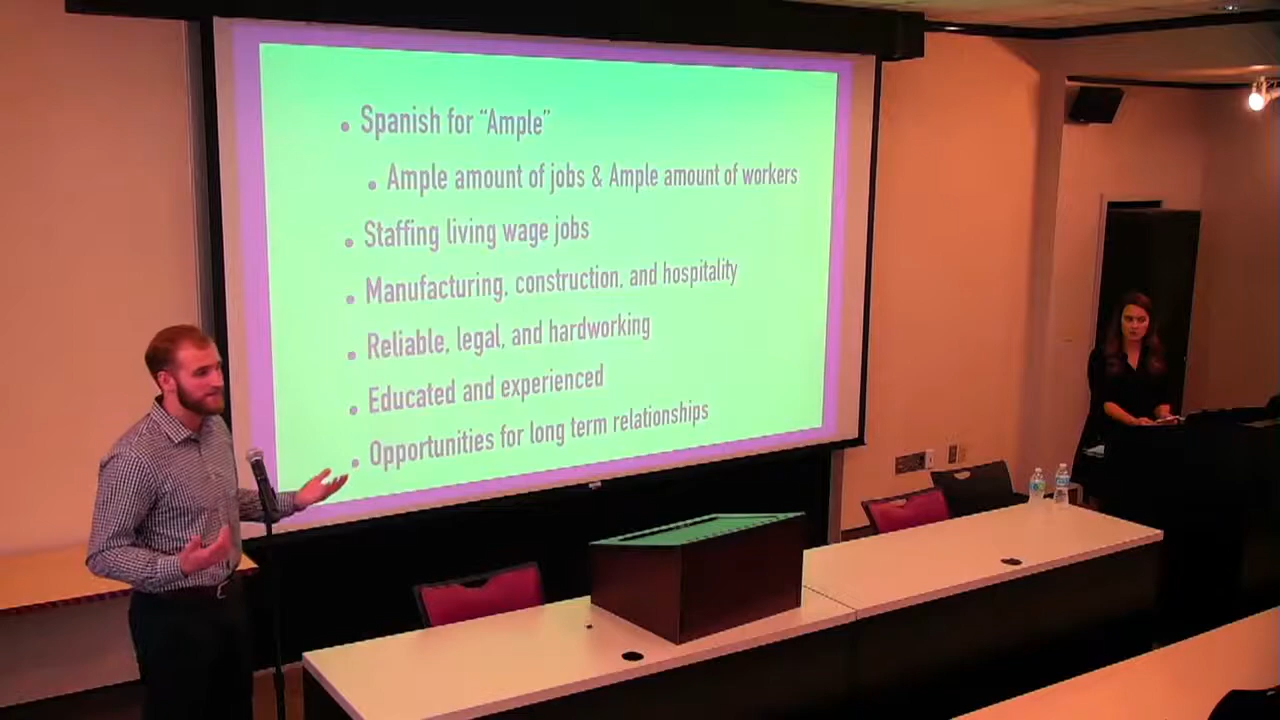 • Spanish for “Ample”
• Ample amount of jobs & Ample amount of workers
• Staffing living wage jobs
• Manufacturing, construction, and hospitality
• Reliable, legal, and hardworking
• Educated and experienced
• Opportunities for long term relationships